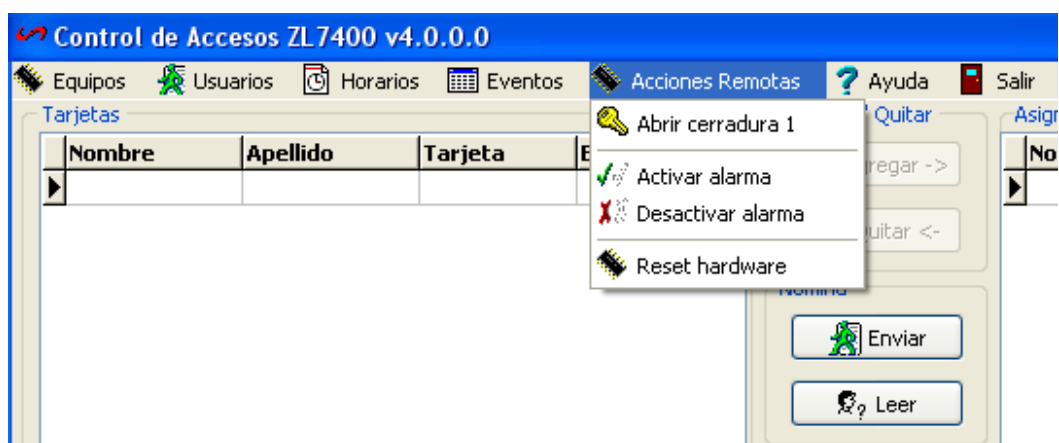 Control de Accesos ZL7400 v4.0.0.0
Equipos Usuarios Horarios Eventos Acciones Remotas Ayuda Salir
Tarjetas Quitar
Nombre Apellido Tarjeta
Abrir cerradura 1
Activar alarma
Desactivar alarma
Reset hardware
Enviar
Leer